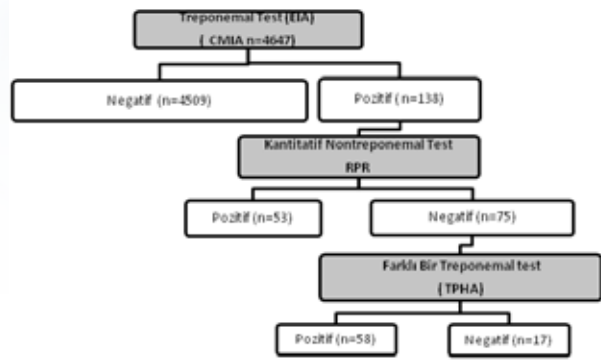 Treponemal Test (EIA)
( CMIA n=4647)
Negatif (n=4509)
Pozitif (n=138)
Kantitatif Nontreponemal Test
RPR
Pozitif (n=53)
Negatif (n=75)
Farklı Bir Treponemal test
(TPHA)
Pozitif (n=58)
Negatif (n=17)